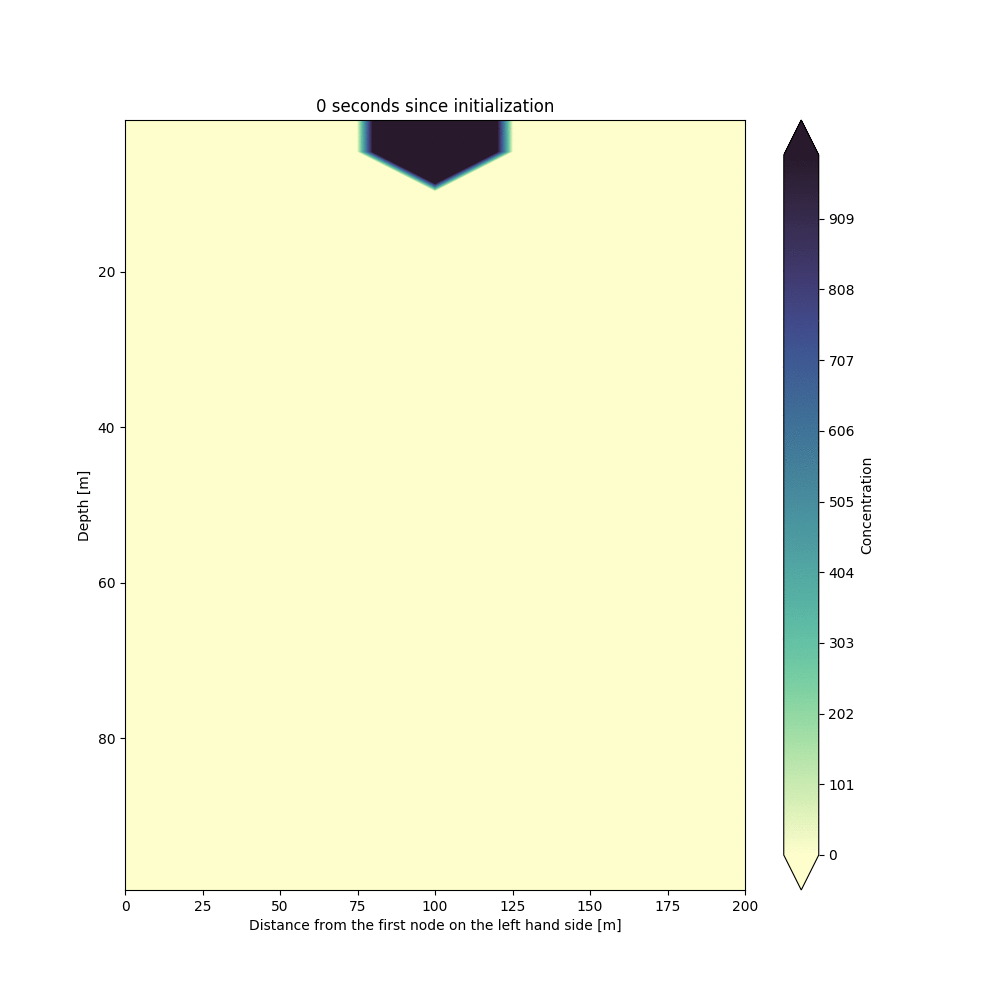 0 seconds since initialization
20
40
60
80
Depth [m]
0 25 50 75 100 125 150 175 200
Distance from the first node on the left hand side [m]
909
808
707
606
505
404
303
202
101
0
Concentration